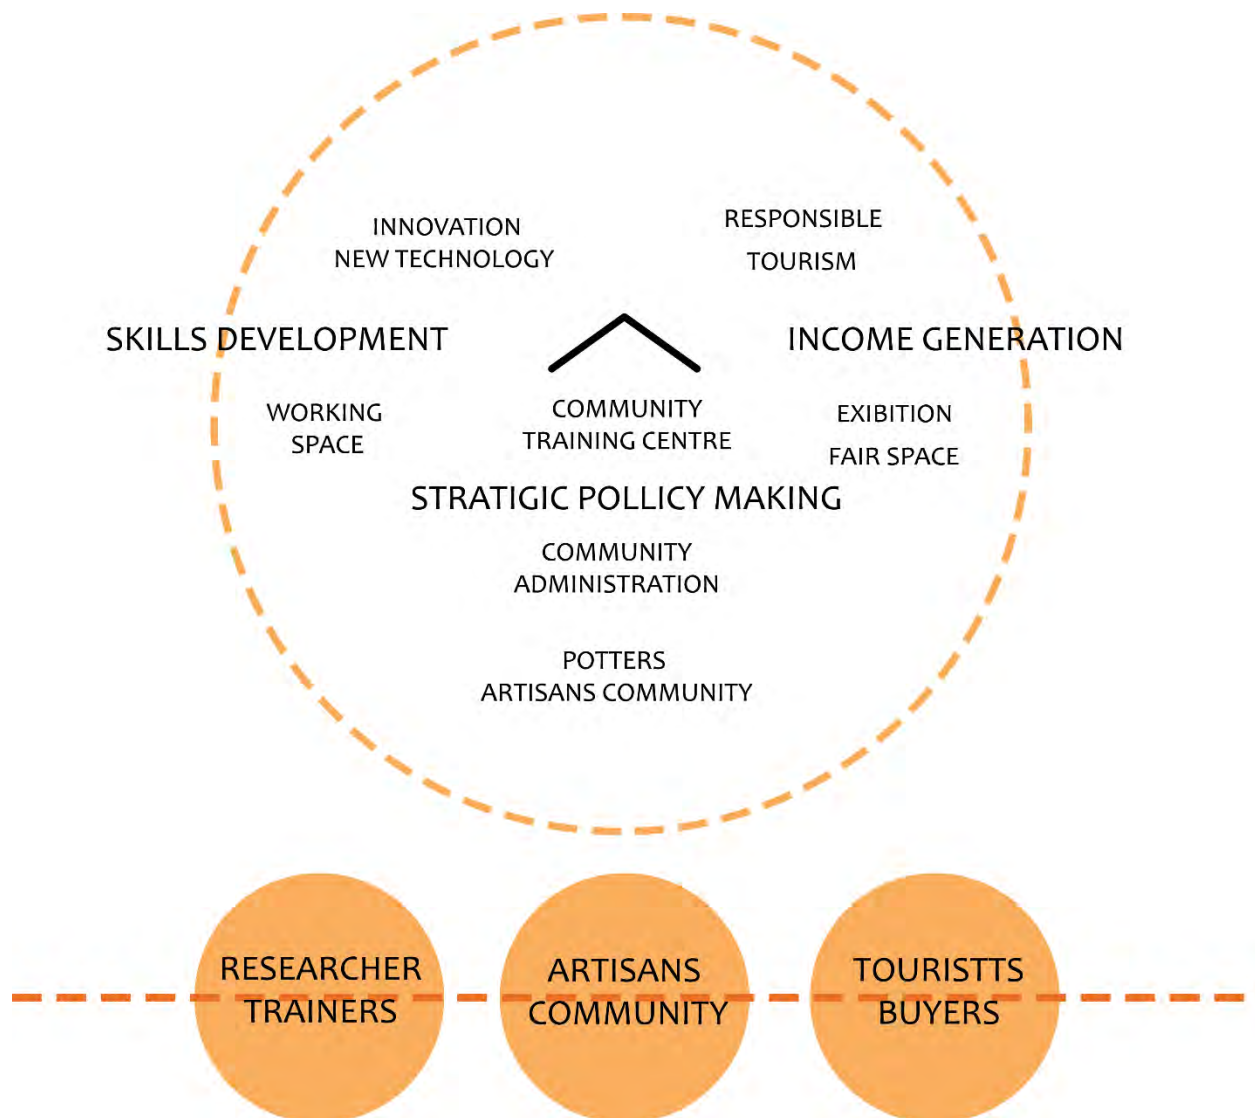 INNOVATION
NEW TECHNOLOGY
RESPONSIBLE
TOURISM
SKILLS DEVELOPMENT
INCOME GENERATION
WORKING
SPACE
COMMUNITY
TRAINING CENTRE
EXIBITION
FAIR SPACE
STRATIGIC POLLICY MAKING
COMMUNITY
ADMINISTRATION
POTTERS
ARTISANS COMMUNITY
RESEARCHER
TRAINERS
ARTISANS
COMMUNITY
TOURISTTS
BUYERS